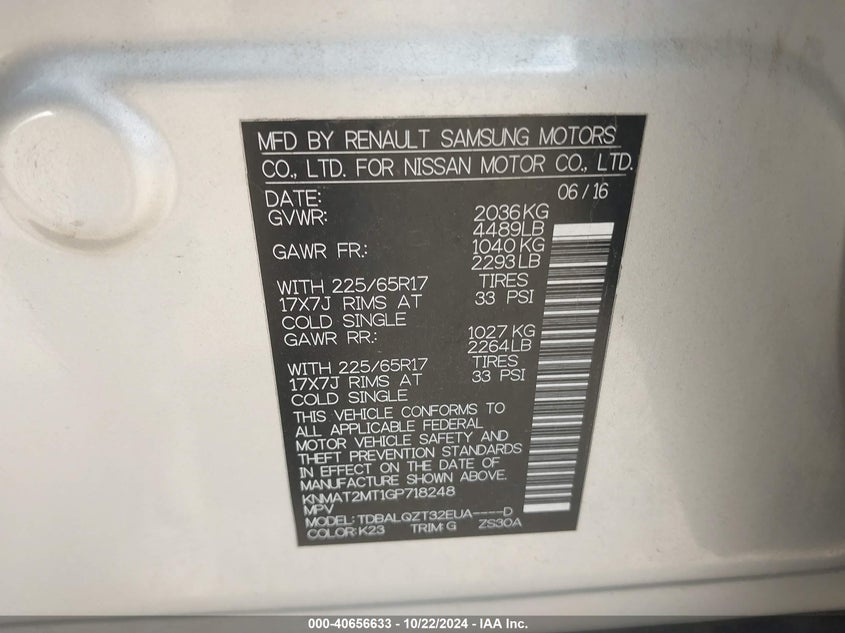 MFD BY RENAULT SAMSUNG MOTORS
CO., LTD. FOR NISSAN MOTOR CO., LTD.
DATE: 06/16
GVWR: 2036KG
4489LB
GAWR FR.: 1040KG
2293LB
WITH 225/65R17 TIRES
17X7J RIMS AT 33 PSI
COLD SINGLE
GAWR RR.: 1027KG
2264LB
WITH 225/65R17 TIRES
17X7J RIMS AT 33 PSI
COLD SINGLE
THIS VEHICLE CONFORMS TO
ALL APPLICABLE FEDERAL
MOTOR VEHICLE SAFETY AND
THEFT PREVENTION STANDARDS
IN EFFECT ON THE DATE OF
MANUFACTURE SHOWN ABOVE.
KNMAT2MT1GP718248
MPV
MODEL: TDBALQZT32EUA----D
COLOR:K23 TRIM: G ZS30A
000-40656633 - 10/22/2024 - IAA Inc.